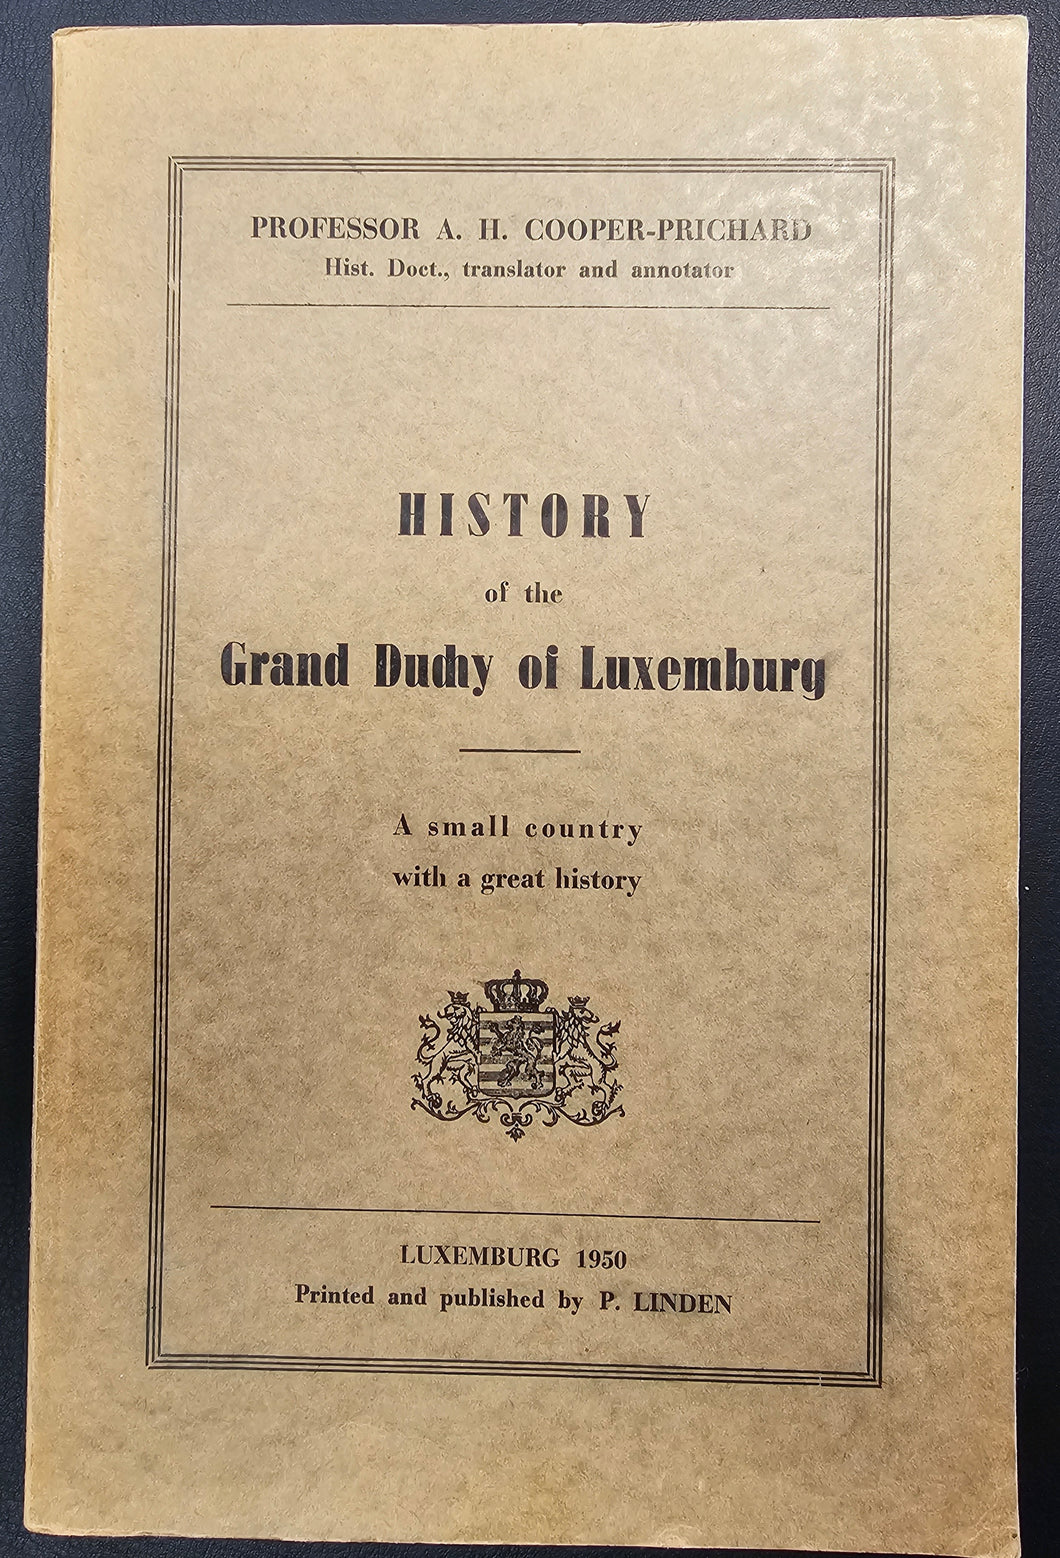 PROFESSOR A. H. COOPER-PRICHARD
Hist. Doct., translator and annotator
HISTORY
of the
Grand Duchy of Luxemburg
A small country
with a great history
LUXEMBURG 1950
Printed and published by P. LINDEN